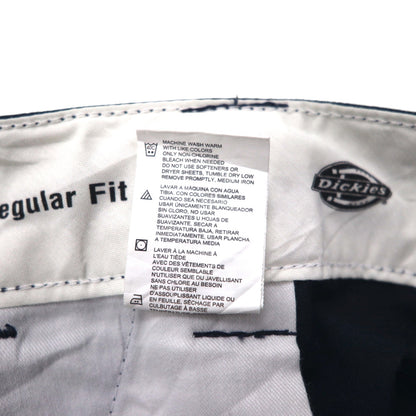 MACHINE WASH WARM
WITH LIKE COLORS
ONLY NON-CHLORINE
BLEACH WHEN NEEDED
DO NOT USE SOFTENERS OR
DRYER SHEETS, TUMBLE DRY LOW
REMOVE PROMPTLY, MEDIUM IRON
egular Fit
Dickies
LAVAR A MÁQUINA CON AGUA
TIBIA CON COLORES SIMILARES
CUANDO SEA NECESARIO
USAR UNICAMENTE BLANQUEADOR
SIN CLORO, NO USAR
SUAVIZANTES U HOJAS DE
SUAVIZANTES, SECAR A
TEMPERATURA BAJA, RETIRAR
INMEDIATAMENTE, USAR PLANCHA
A TEMPERATURA MEDIA
LAVER À LA MACHINE À
L'EAU TIÈDE
AVEC DES VÊTEMENTS DE
COULEUR SEMBLABLE
N'UTILISER QUE DU JAVELLISANT
SANS CHLORE AU BESOIN
NE PAS UTILISER
D'ASSOUPLISSANT LIQUIDE OU
EN FEUILLE, SÉCHAGE PAR
CULBUTAGE À BASSE